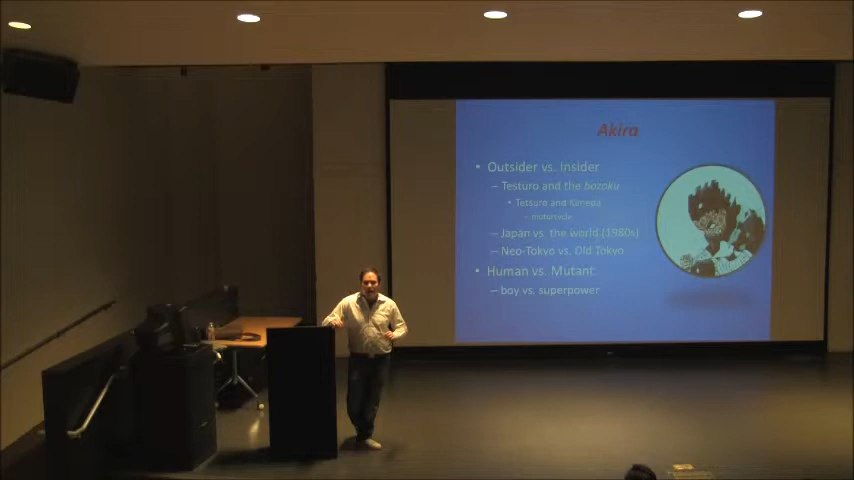 Akira
• Outsider vs. Insider
– Testuro and the bozoku
• Tetsuro and Kaneda
– motorcycle
– Japan vs. the world (1980s)
– Neo-Tokyo vs. Old Tokyo
• Human vs. Mutant
– boy vs. superpower